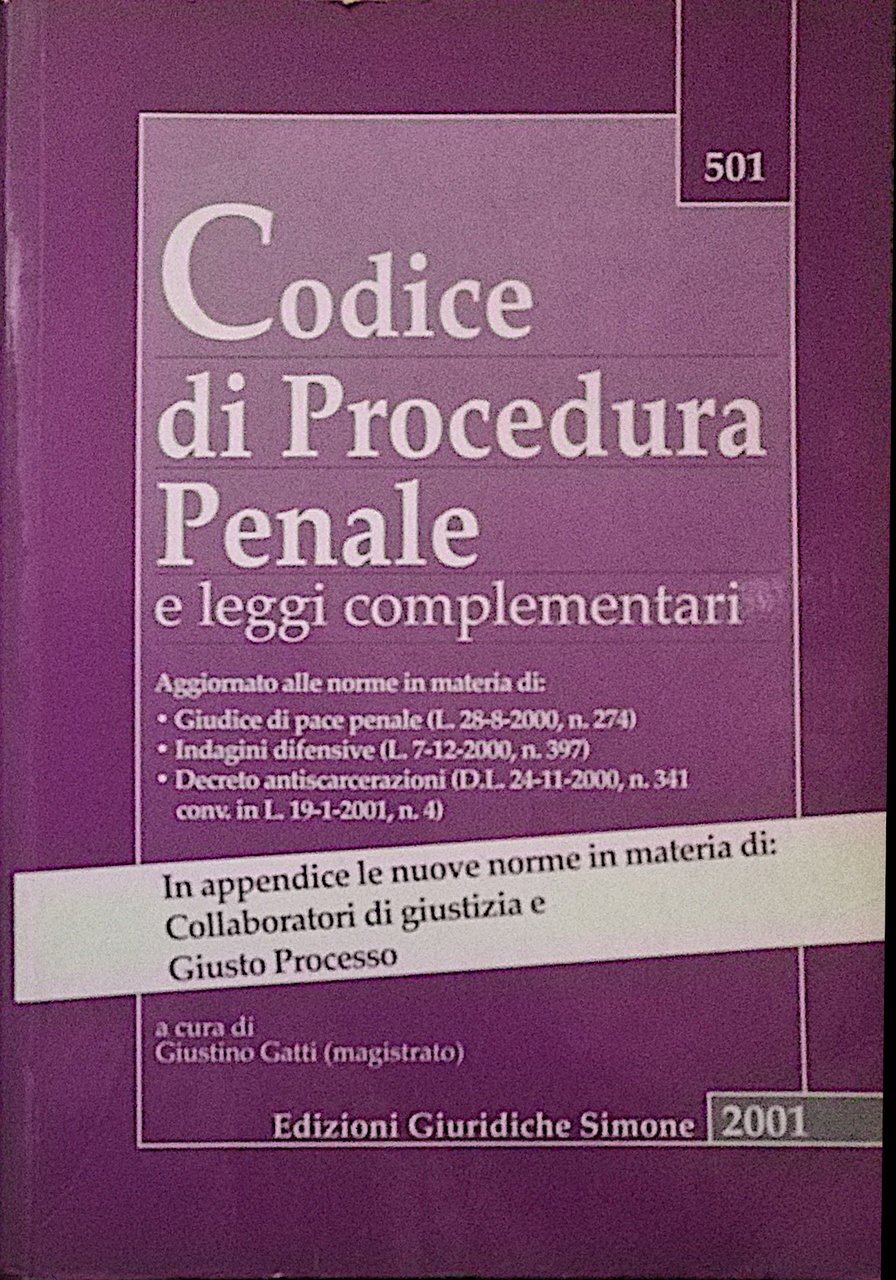 501
Codice
di Procedura
Penale
e leggi complementari
Aggiornato alle norme in materia di:
• Giudice di pace penale (L. 28-8-2000, n. 274)
• Indagini difensive (L. 7-12-2000, n. 397)
• Decreto antiscarcerazioni (D.L. 24-11-2000, n. 341
conv. in L. 19-1-2001, n. 4)
In appendice le nuove norme in materia di:
Collaboratori di giustizia e
Giusto Processo
a cura di
Giustino Gatti (magistrato)
Edizioni Giuridiche Simone 2001